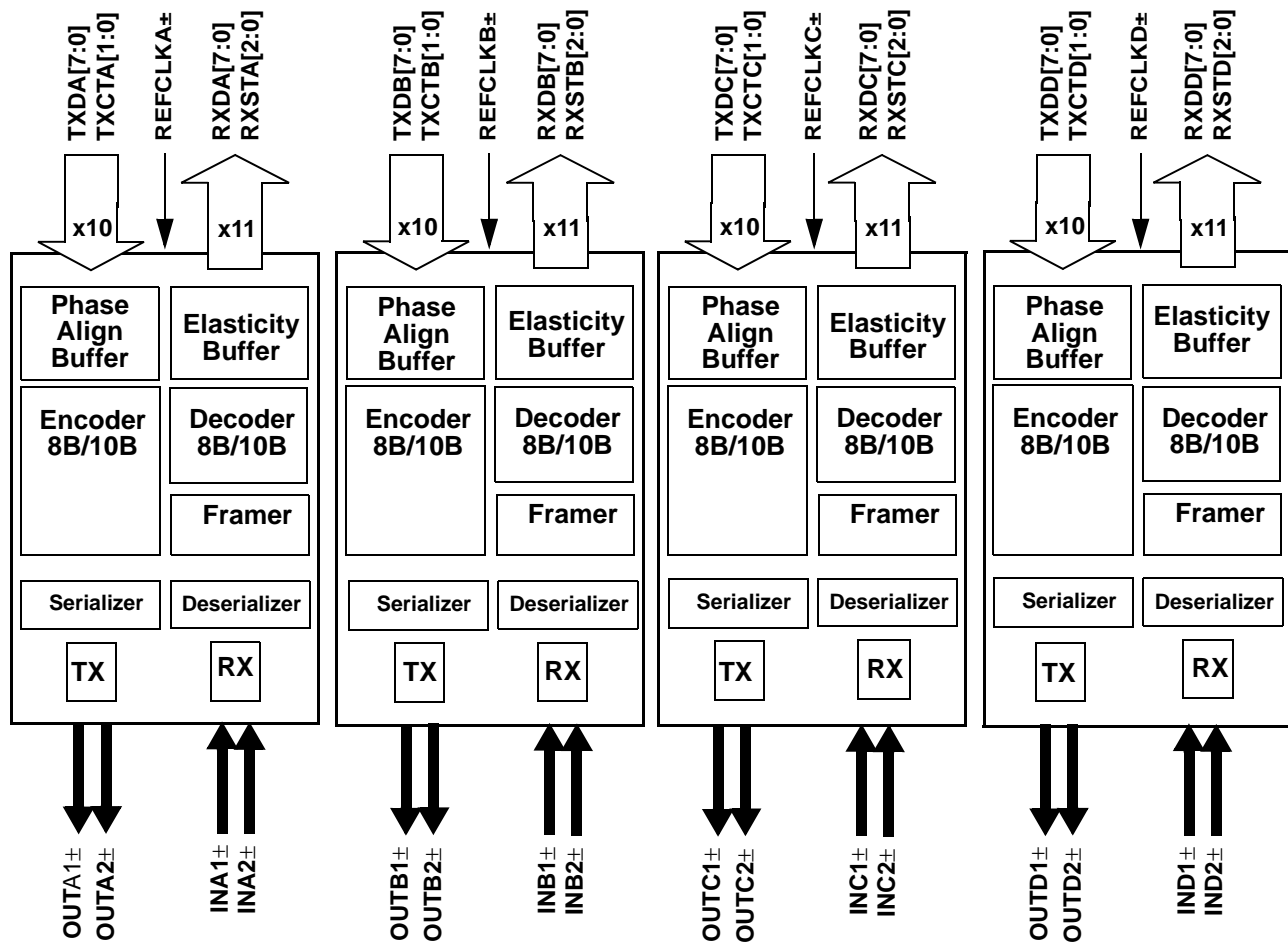 TXDA[7:0]
TXCTA[1:0]
REFCLKA±
RXDA[7:0]
RXSTA[2:0]
TXDB[7:0]
TXCTB[1:0]
REFCLKB±
RXDB[7:0]
RXSTB[2:0]
TXDC[7:0]
TXCTC[1:0]
REFCLKC±
RXDC[7:0]
RXSTC[2:0]
TXDD[7:0]
TXCTD[1:0]
REFCLKD±
RXDD[7:0]
RXSTD[2:0]
x10
x11
Phase
Align
Buffer
Elasticity
Buffer
Encoder
8B/10B
Decoder
8B/10B
Framer
Serializer
Deserializer
TX
RX
OUTA1±
OUTA2±
INA1±
INA2±
x10
x11
Phase
Align
Buffer
Elasticity
Buffer
Encoder
8B/10B
Decoder
8B/10B
Framer
Serializer
Deserializer
TX
RX
OUTB1±
OUTB2±
INB1±
INB2±
x10
x11
Phase
Align
Buffer
Elasticity
Buffer
Encoder
8B/10B
Decoder
8B/10B
Framer
Serializer
Deserializer
TX
RX
OUTC1±
OUTC2±
INC1±
INC2±
x10
x11
Phase
Align
Buffer
Elasticity
Buffer
Encoder
8B/10B
Decoder
8B/10B
Framer
Serializer
Deserializer
TX
RX
OUTD1±
OUTD2±
IND1±
IND2±